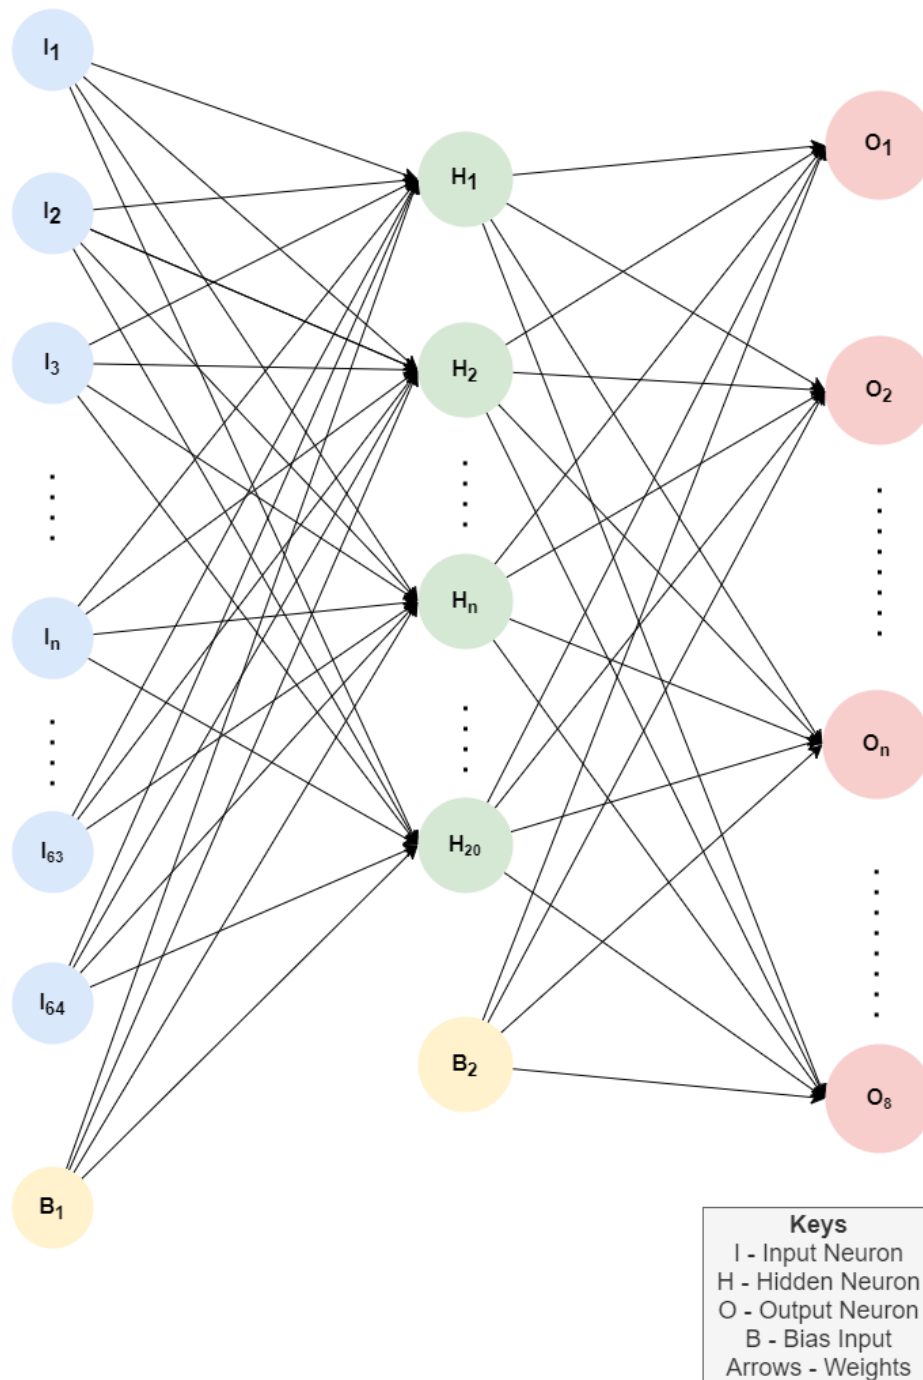 I1
I2
I3
In
I63
I64
B1
H1
H2
Hn
H20
B2
O1
O2
On
O8
Keys
I - Input Neuron
H - Hidden Neuron
O - Output Neuron
B - Bias Input
Arrows - Weights